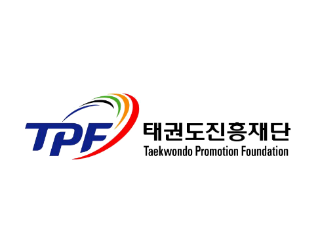 TPF
태권도진흥재단
Taekwondo Promotion Foundation